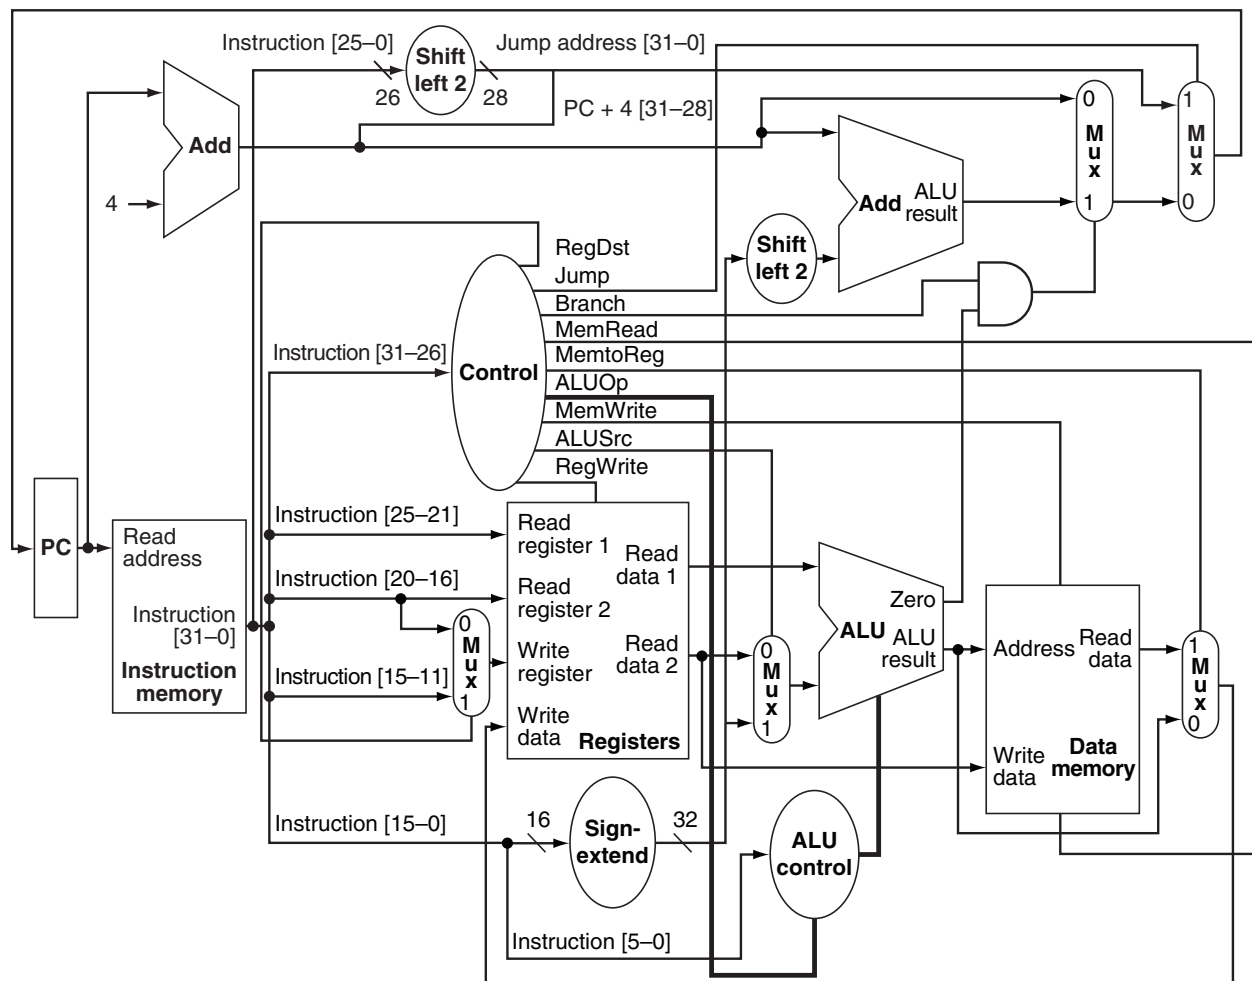 Instruction [25–0]
Shift
left 2
Jump address [31–0]
26
28
PC + 4 [31–28]
Add
4
0
M
u
x
1
1
M
u
x
0
Add
ALU
result
Shift
left 2
RegDst
Jump
Branch
MemRead
MemtoReg
ALUOp
MemWrite
ALUSrc
RegWrite
Instruction [31–26]
Control
PC
Read
address
Instruction
[31–0]
Instruction
memory
Instruction [25–21]
Instruction [20–16]
Instruction [15–11]
0
M
u
x
1
Read
register 1
Read
register 2
Write
register
Write
data
Read
data 1
Read
data 2
Registers
0
M
u
x
1
Zero
ALU
ALU
result
Address
Read
data
Write
data
Data
memory
1
M
u
x
0
Instruction [15–0]
16
Sign-
extend
32
ALU
control
Instruction [5–0]